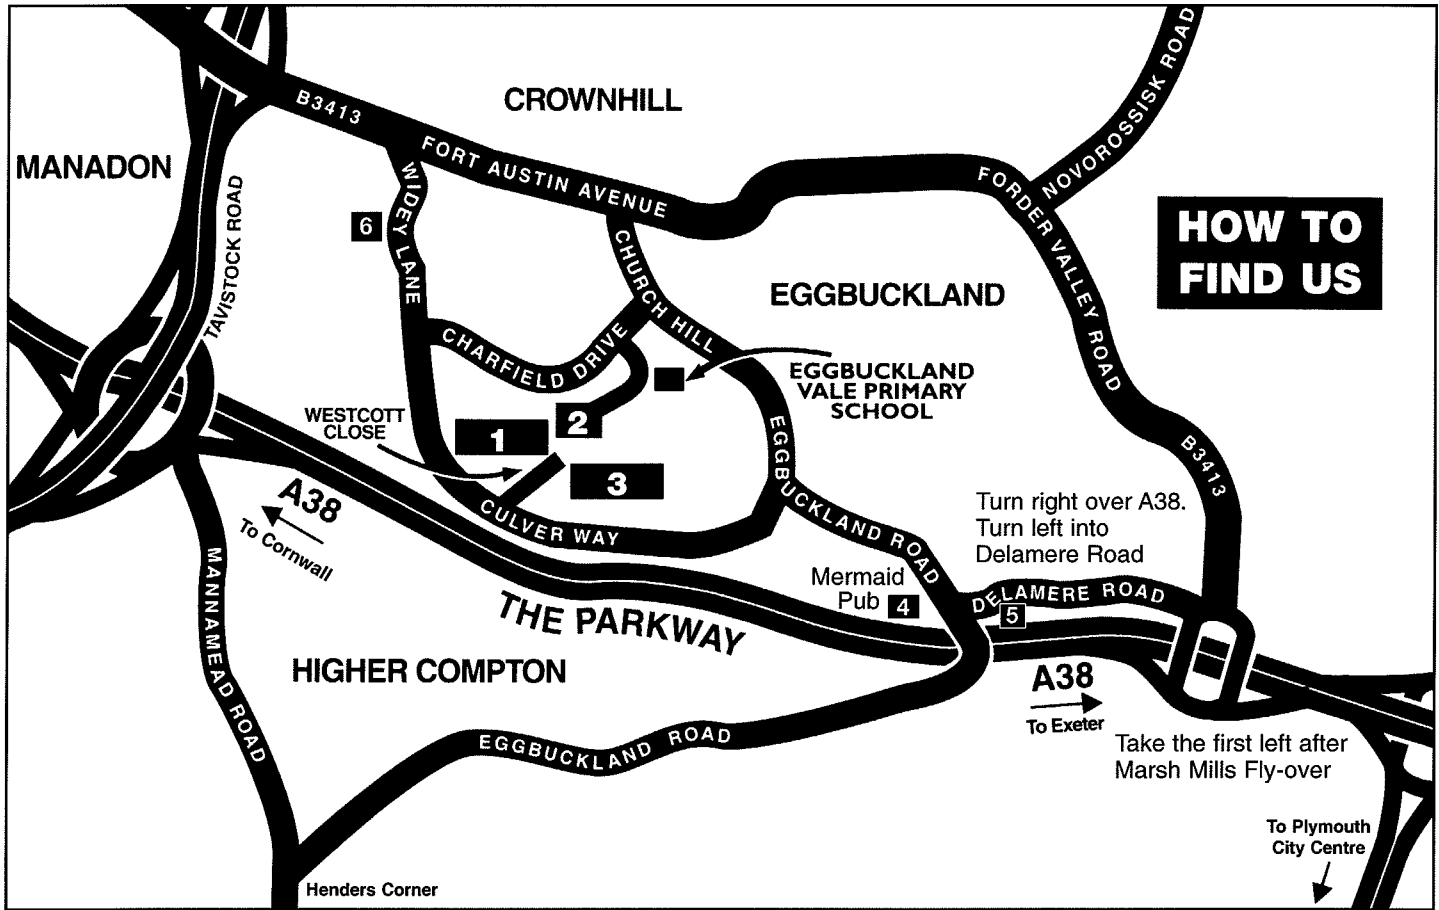 B3413
CROWNHILL
MANADON
FORT AUSTIN AVENUE
NOVOROSSISK ROAD
FORDER VALLEY ROAD
HOW TO
FIND US
TAVISTOCK ROAD
6
WIDEY LANE
CHURCH HILL
EGGBUCKLAND
CHARFIELD DRIVE
EGGBUCKLAND
VALE PRIMARY
SCHOOL
WESTCOTT
CLOSE
1
2
3
EGGBUCKLAND ROAD
B3413
CULVER WAY
A38
To Cornwall
Turn right over A38.
Turn left into
Delamere Road
MANNAMEAD ROAD
Mermaid
Pub
4
DELAMERE ROAD
5
THE PARKWAY
HIGHER COMPTON
A38
To Exeter
EGGBUCKLAND ROAD
Take the first left after
Marsh Mills Fly-over
To Plymouth
City Centre
Henders Corner